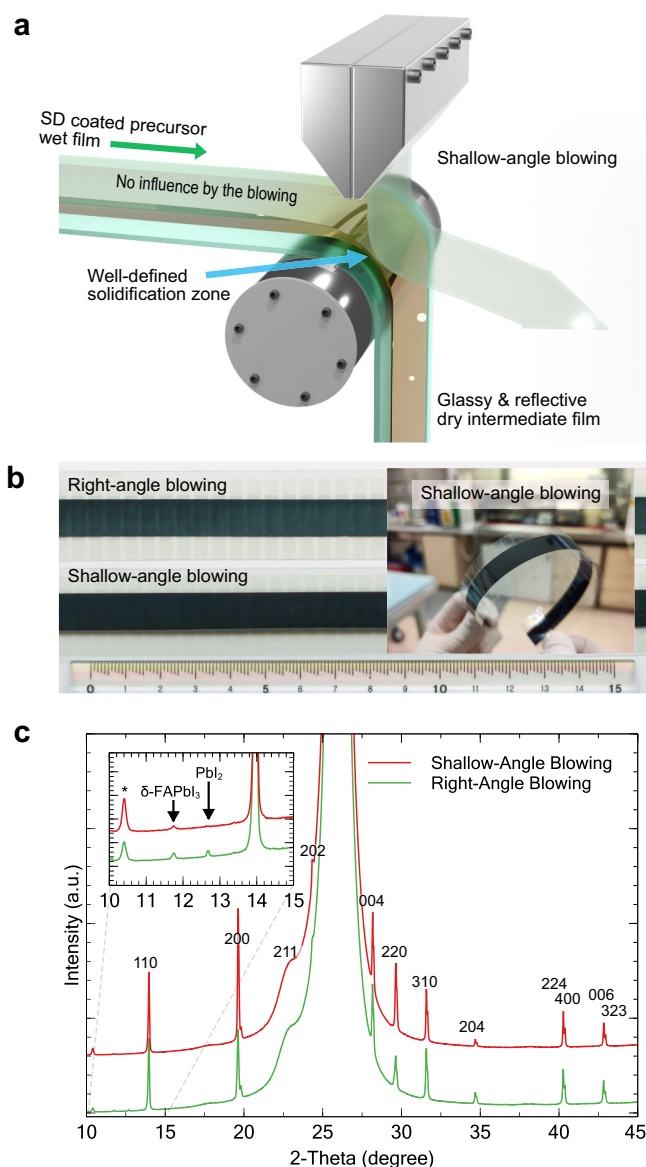 a
SD coated precursor
wet film
No influence by the blowing
Shallow-angle blowing
Well-defined
solidification zone
Glassy & reflective
dry intermediate film
b
Right-angle blowing
Shallow-angle blowing
Shallow-angle blowing
0 1 2 3 4 5 6 7 8 9 10 11 12 13 14 15
c
Shallow-Angle Blowing
Right-Angle Blowing
PbI₂
δ-FAPbI₃
*
10 11 12 13 14 15
202
004
110
200
211
220
310
204
224
400
006
323
Intensity (a.u.)
10 15 20 25 30 35 40 45
2-Theta (degree)